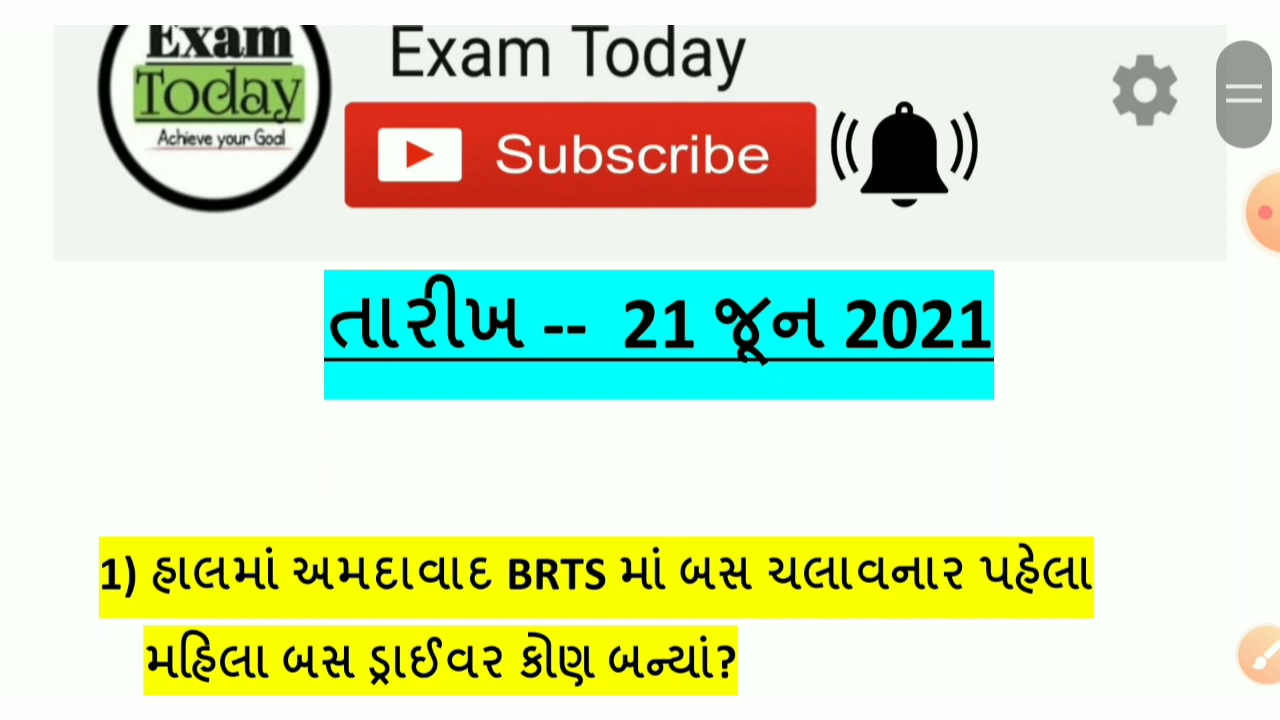 Exam
Today
Achieve your Goal
Exam Today
Subscribe
તારીખ -- 21 જૂન 2021
1) હાલમાં અમદાવાદ BRTS માં બસ ચલાવનાર પહેલા
મહિલા બસ ડ્રાઈવર કોણ બન્યાં?